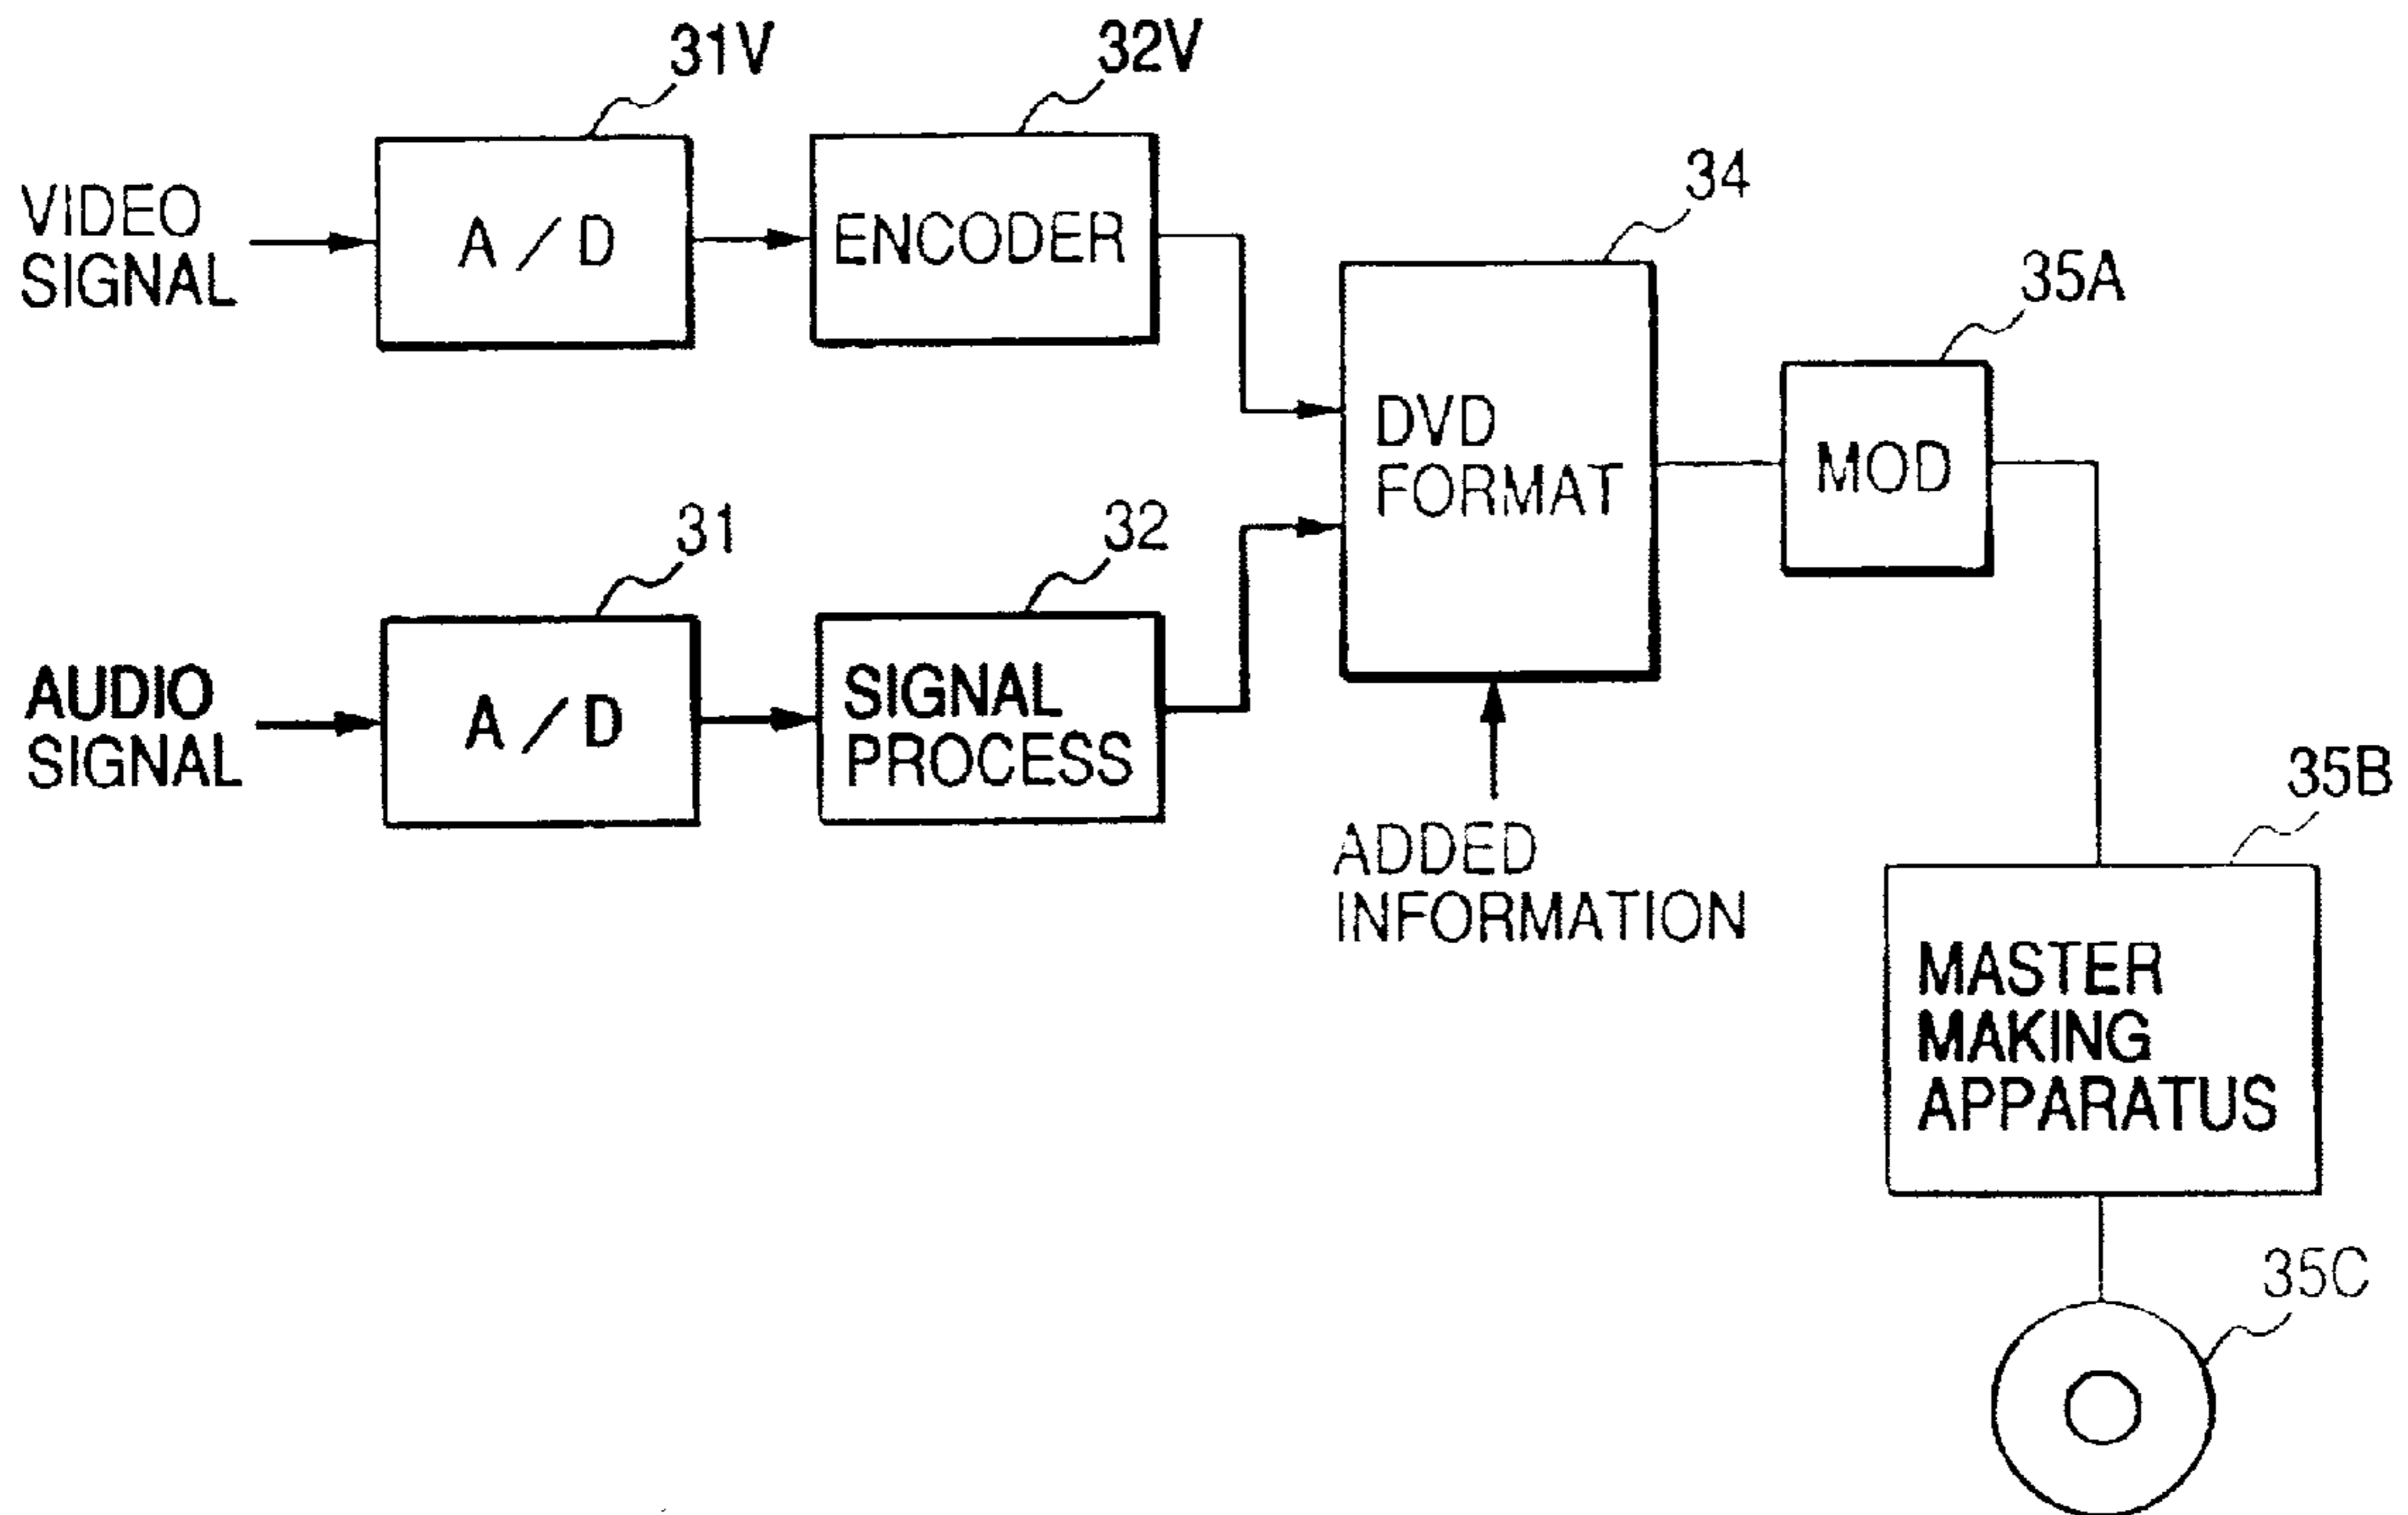 31V
32V
VIDEO
SIGNAL
A / D
ENCODER
34
35A
DVD
FORMAT
MOD
31
32
AUDIO
SIGNAL
A / D
SIGNAL
PROCESS
ADDED
INFORMATION
35B
MASTER
MAKING
APPARATUS
35C